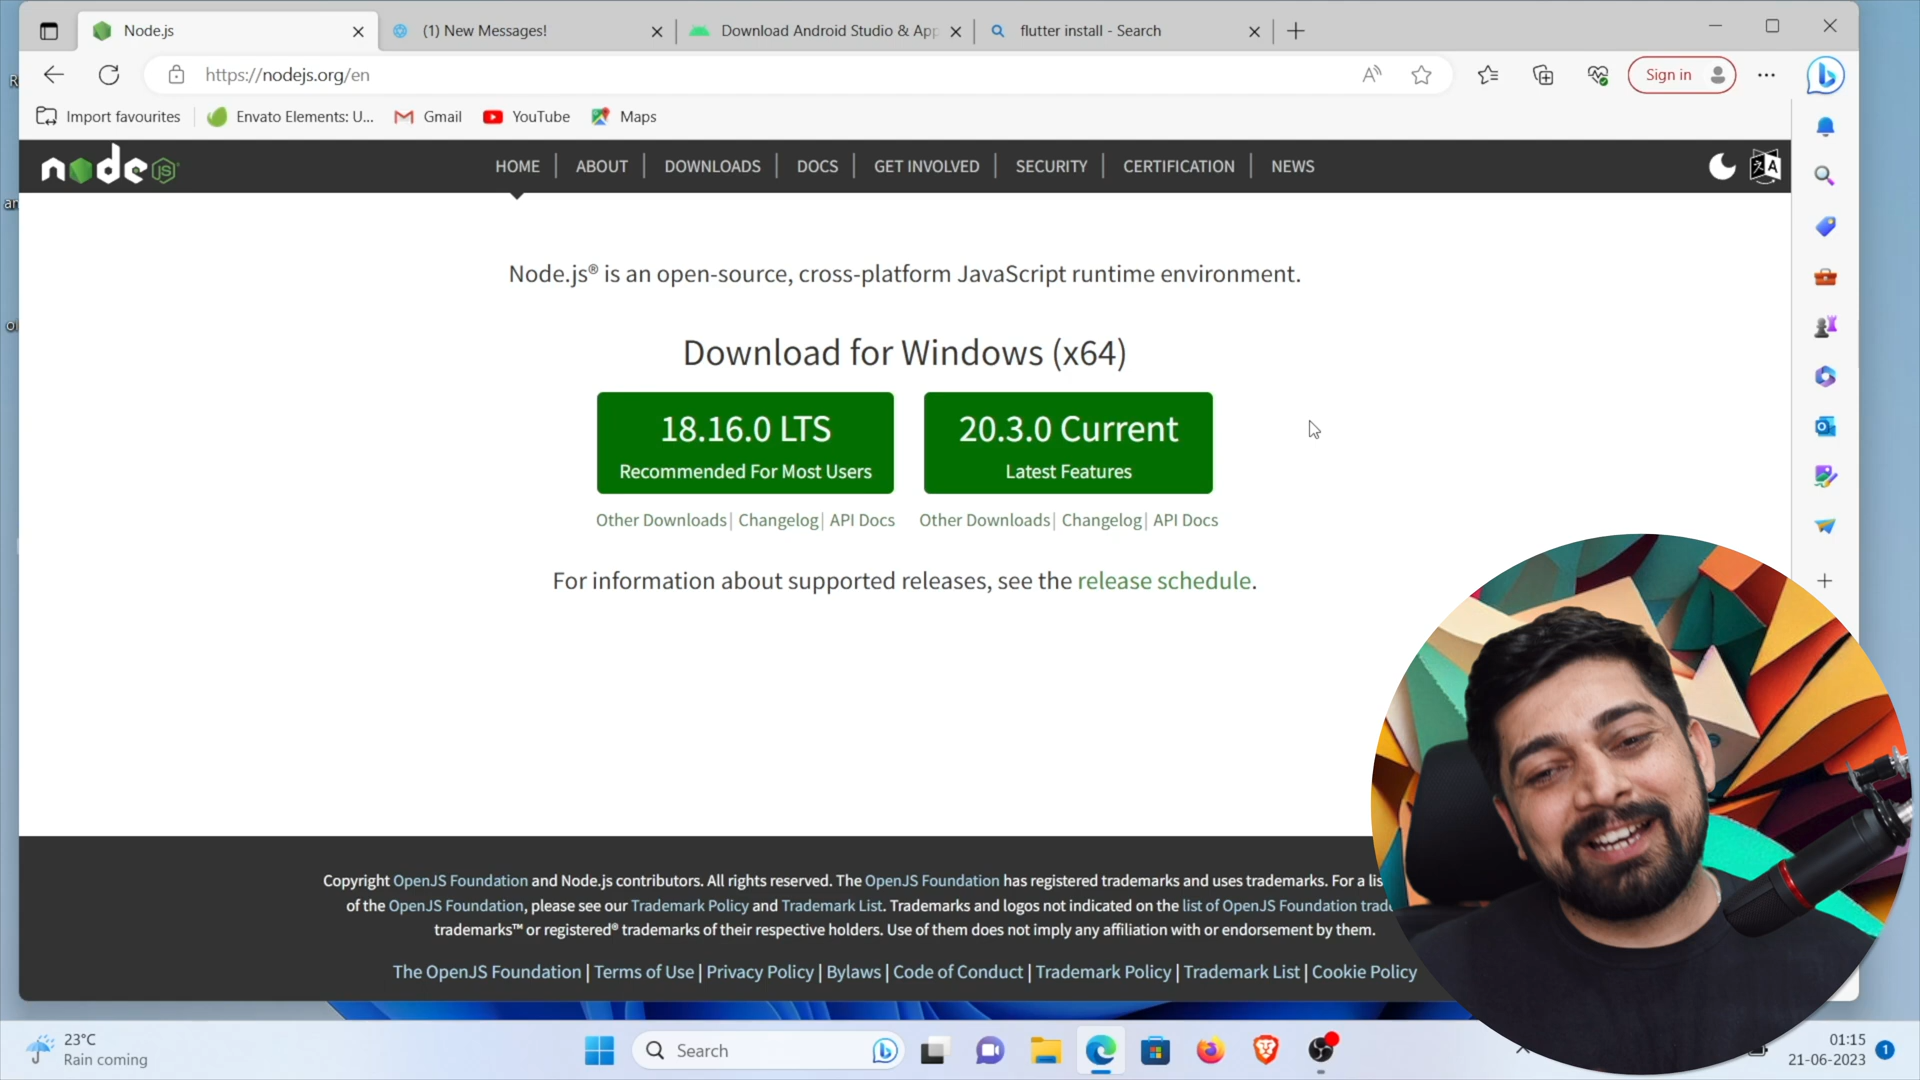 Node.js
(1) New Messages!
Download Android Studio & App
flutter install - Search
https://nodejs.org/en
Sign in
Import favourites
Envato Elements: U...
Gmail
YouTube
Maps
node JS
HOME
ABOUT
DOWNLOADS
DOCS
GET INVOLVED
SECURITY
CERTIFICATION
NEWS
Node.js® is an open-source, cross-platform JavaScript runtime environment.
Download for Windows (x64)
18.16.0 LTS
Recommended For Most Users
20.3.0 Current
Latest Features
Other Downloads | Changelog | API Docs
Other Downloads | Changelog | API Docs
For information about supported releases, see the release schedule.
Copyright OpenJS Foundation and Node.js contributors. All rights reserved. The OpenJS Foundation has registered trademarks and uses trademarks. For a lis
of the OpenJS Foundation, please see our Trademark Policy and Trademark List. Trademarks and logos not indicated on the list of OpenJS Foundation trade
trademarks™ or registered® trademarks of their respective holders. Use of them does not imply any affiliation with or endorsement by them.
The OpenJS Foundation | Terms of Use | Privacy Policy | Bylaws | Code of Conduct | Trademark Policy | Trademark List | Cookie Policy
23°C
Rain coming
Search
01:15
21-06-2023
1